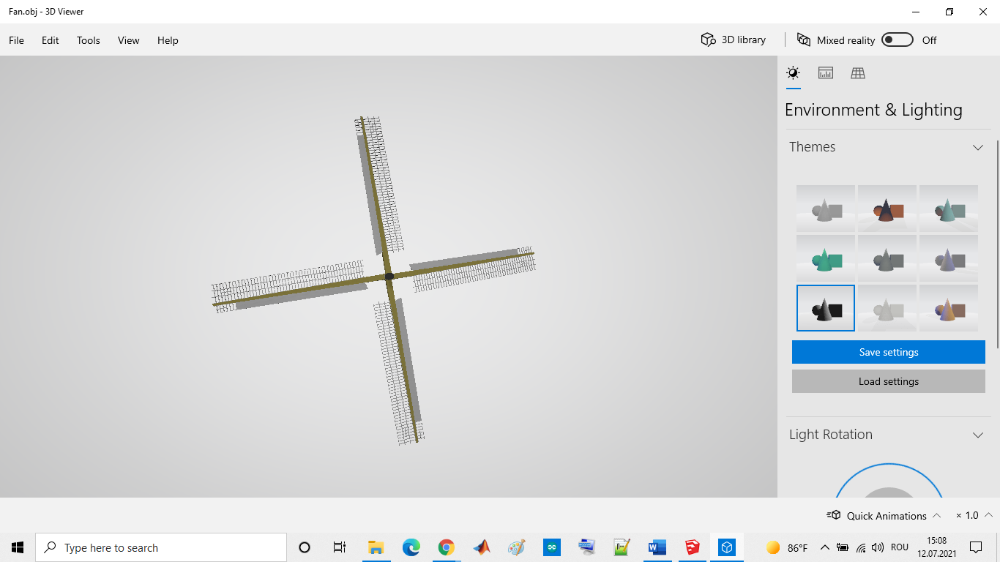 Fan.obj - 3D Viewer
File Edit Tools View Help
3D library
Mixed reality Off
Environment & Lighting
Themes
Save settings
Load settings
Light Rotation
Quick Animations × 1.0
Type here to search
86°F ROU 15:08
12.07.2021